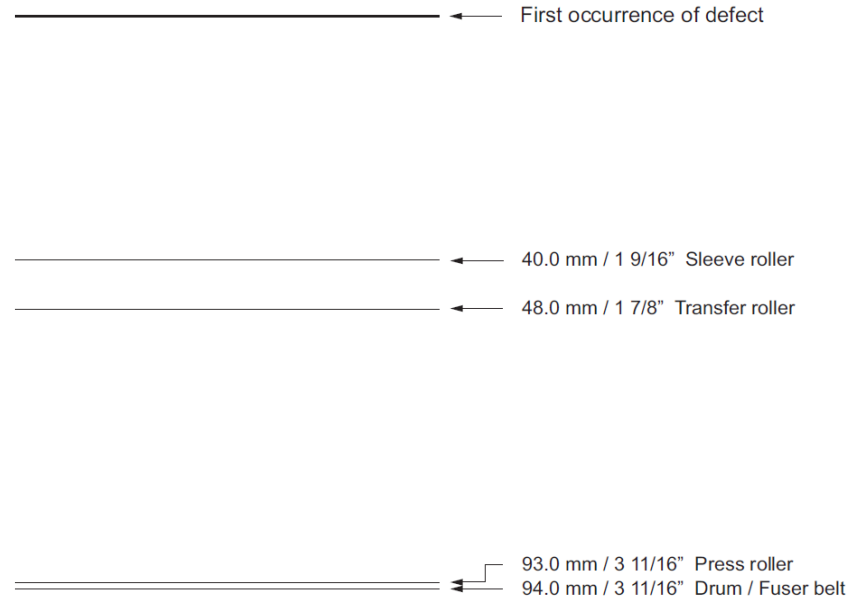 First occurrence of defect
40.0 mm / 1 9/16” Sleeve roller
48.0 mm / 1 7/8” Transfer roller
93.0 mm / 3 11/16” Press roller
94.0 mm / 3 11/16” Drum / Fuser belt